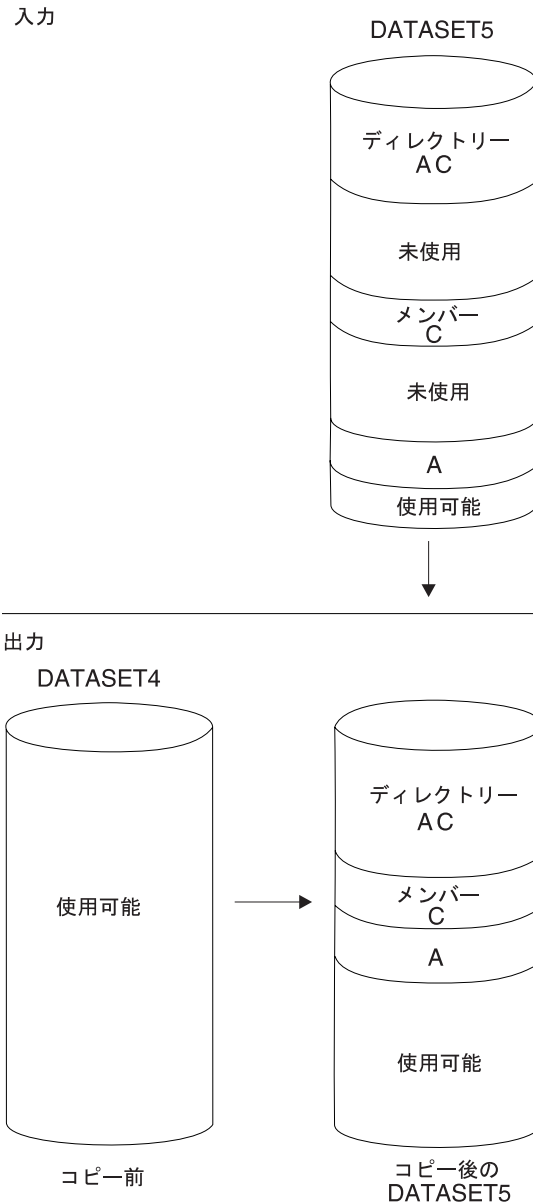 入力
DATASET5
ディレクトリー
A C
未使用
メンバー
C
未使用
A
使用可能
出力
DATASET4
ディレクトリー
A C
使用可能
メンバー
C
A
使用可能
コピー前
コピー後の
DATASET5